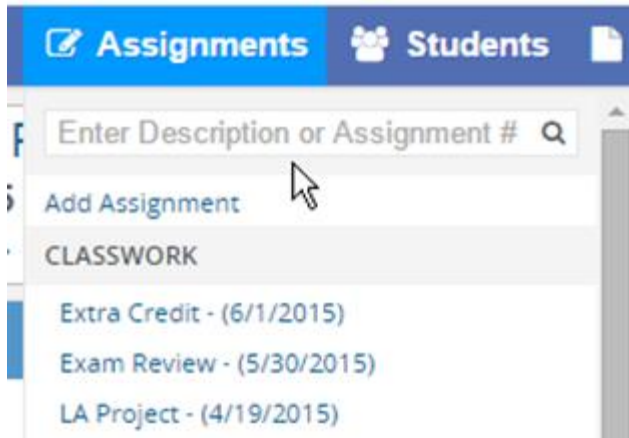 Assignments Students
Enter Description or Assignment #
Add Assignment
CLASSWORK
Extra Credit - (6/1/2015)
Exam Review - (5/30/2015)
LA Project - (4/19/2015)